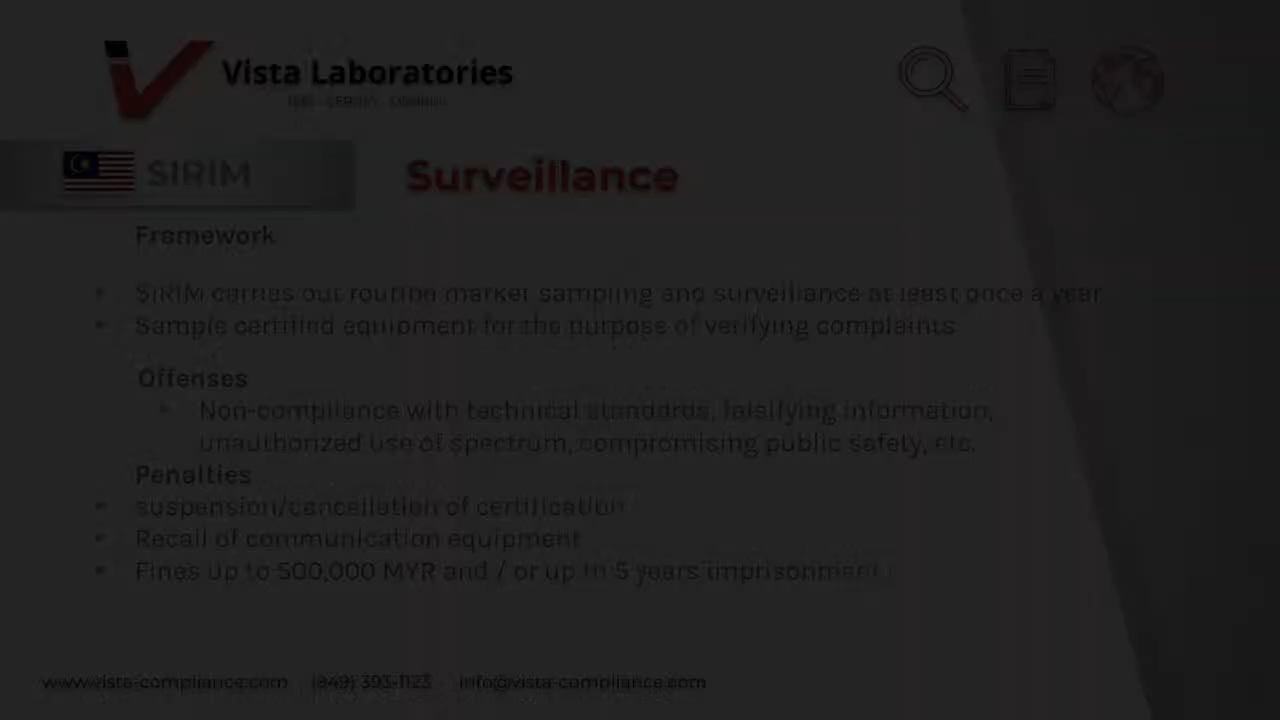 Vista Laboratories
SIRIM
Surveillance
Framework
• SIRIM carries out routine market sampling and surveillance at least once a year
• Sample certified equipment for the purpose of verifying complaints
Offenses
• Non-compliance with technical standards, falsifying information,
unauthorized use of spectrum, compromising public safety, etc.
Penalties
• suspension/cancellation of certification
• Recall of communication equipment
• Fines up to 500,000 MYR and / or up to 5 years imprisonment
www.vista-compliance.com (949) 393-1123 info@vista-compliance.com